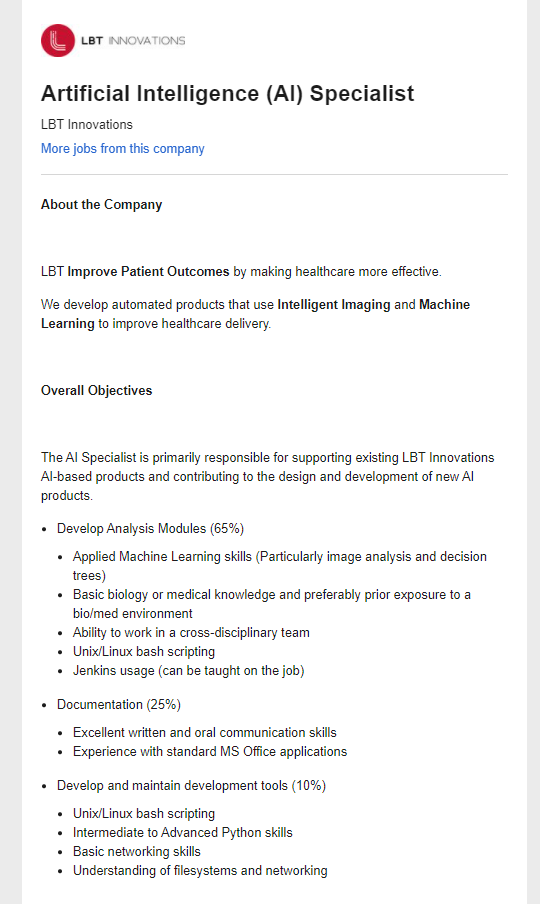 LBT INNOVATIONS
Artificial Intelligence (AI) Specialist
LBT Innovations
More jobs from this company
About the Company
LBT Improve Patient Outcomes by making healthcare more effective.
We develop automated products that use Intelligent Imaging and Machine
Learning to improve healthcare delivery.
Overall Objectives
The AI Specialist is primarily responsible for supporting existing LBT Innovations
AI-based products and contributing to the design and development of new AI
products.
• Develop Analysis Modules (65%)
• Applied Machine Learning skills (Particularly image analysis and decision
trees)
• Basic biology or medical knowledge and preferably prior exposure to a
bio/med environment
• Ability to work in a cross-disciplinary team
• Unix/Linux bash scripting
• Jenkins usage (can be taught on the job)
• Documentation (25%)
• Excellent written and oral communication skills
• Experience with standard MS Office applications
• Develop and maintain development tools (10%)
• Unix/Linux bash scripting
• Intermediate to Advanced Python skills
• Basic networking skills
• Understanding of filesystems and networking